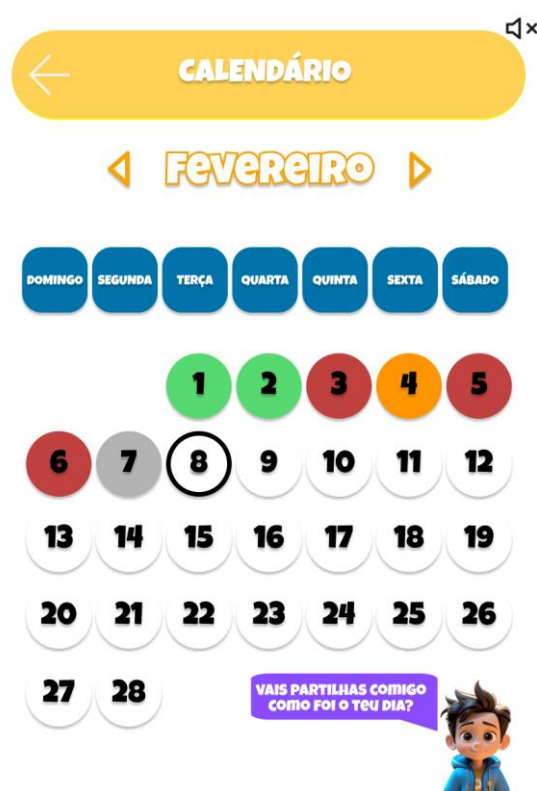 CALENDÁRIO
FEVEREIRO
DOMINGO SEGUNDA TERÇA QUARTA QUINTA SEXTA SÁBADO
1 2 3 4 5
6 7 8 9 10 11 12
13 14 15 16 17 18 19
20 21 22 23 24 25 26
27 28
VAIS PARTILHAS COMIGO
COMO FOI O TEU DIA?